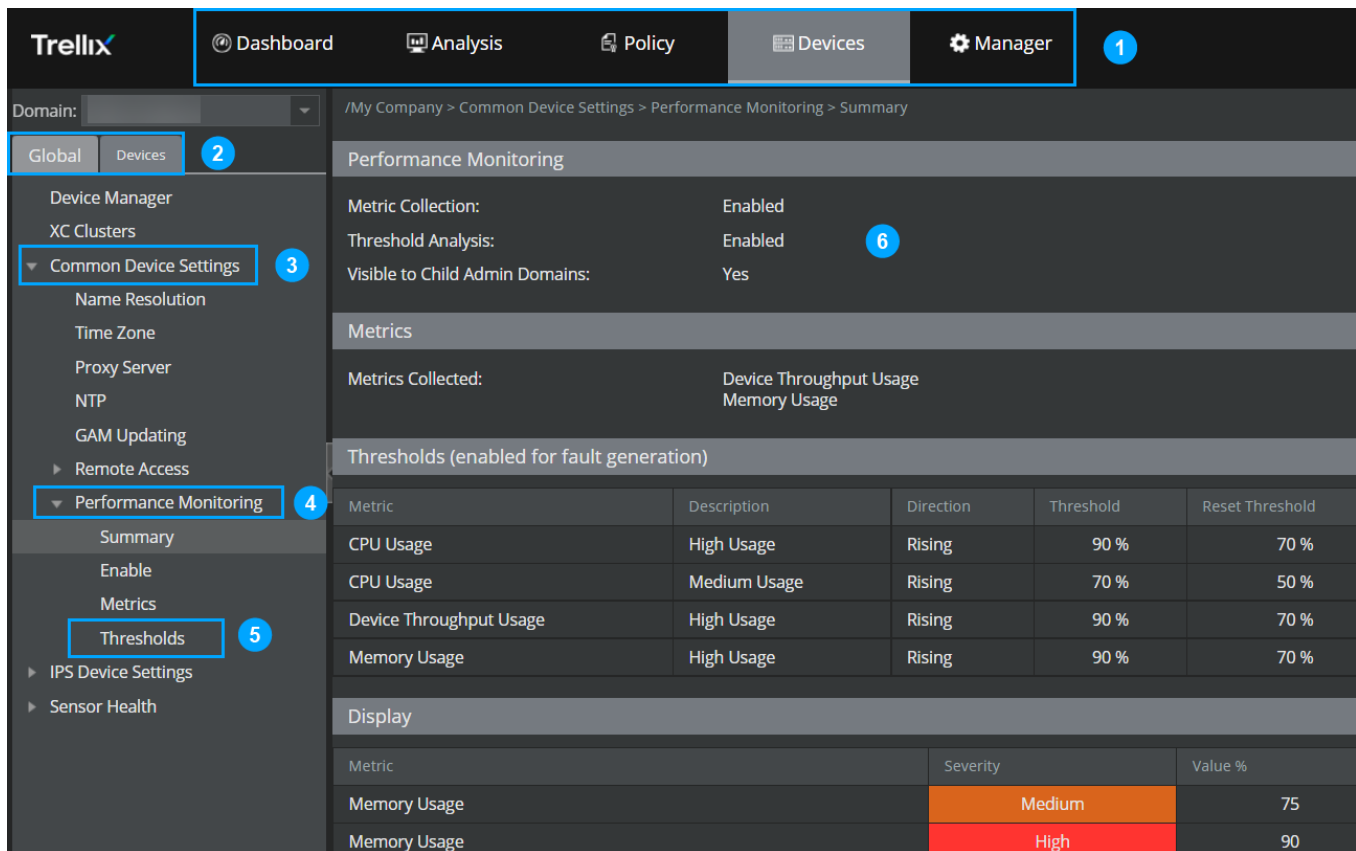 Trellix
Dashboard Analysis Policy Devices Manager 1
Domain:
Global Devices 2
Device Manager
XC Clusters
Common Device Settings 3
Name Resolution
Time Zone
Proxy Server
NTP
GAM Updating
Remote Access
Performance Monitoring 4
Summary
Enable
Metrics
Thresholds 5
IPS Device Settings
Sensor Health
/My Company > Common Device Settings > Performance Monitoring > Summary
Performance Monitoring
Metric Collection: Enabled
Threshold Analysis: Enabled 6
Visible to Child Admin Domains: Yes
Metrics
Metrics Collected: Device Throughput Usage
Memory Usage
Thresholds (enabled for fault generation)
Metric Description Direction Threshold Reset Threshold
CPU Usage High Usage Rising 90 % 70 %
CPU Usage Medium Usage Rising 70 % 50 %
Device Throughput Usage High Usage Rising 90 % 70 %
Memory Usage High Usage Rising 90 % 70 %
Display
Metric Severity Value %
Memory Usage Medium 75
Memory Usage High 90